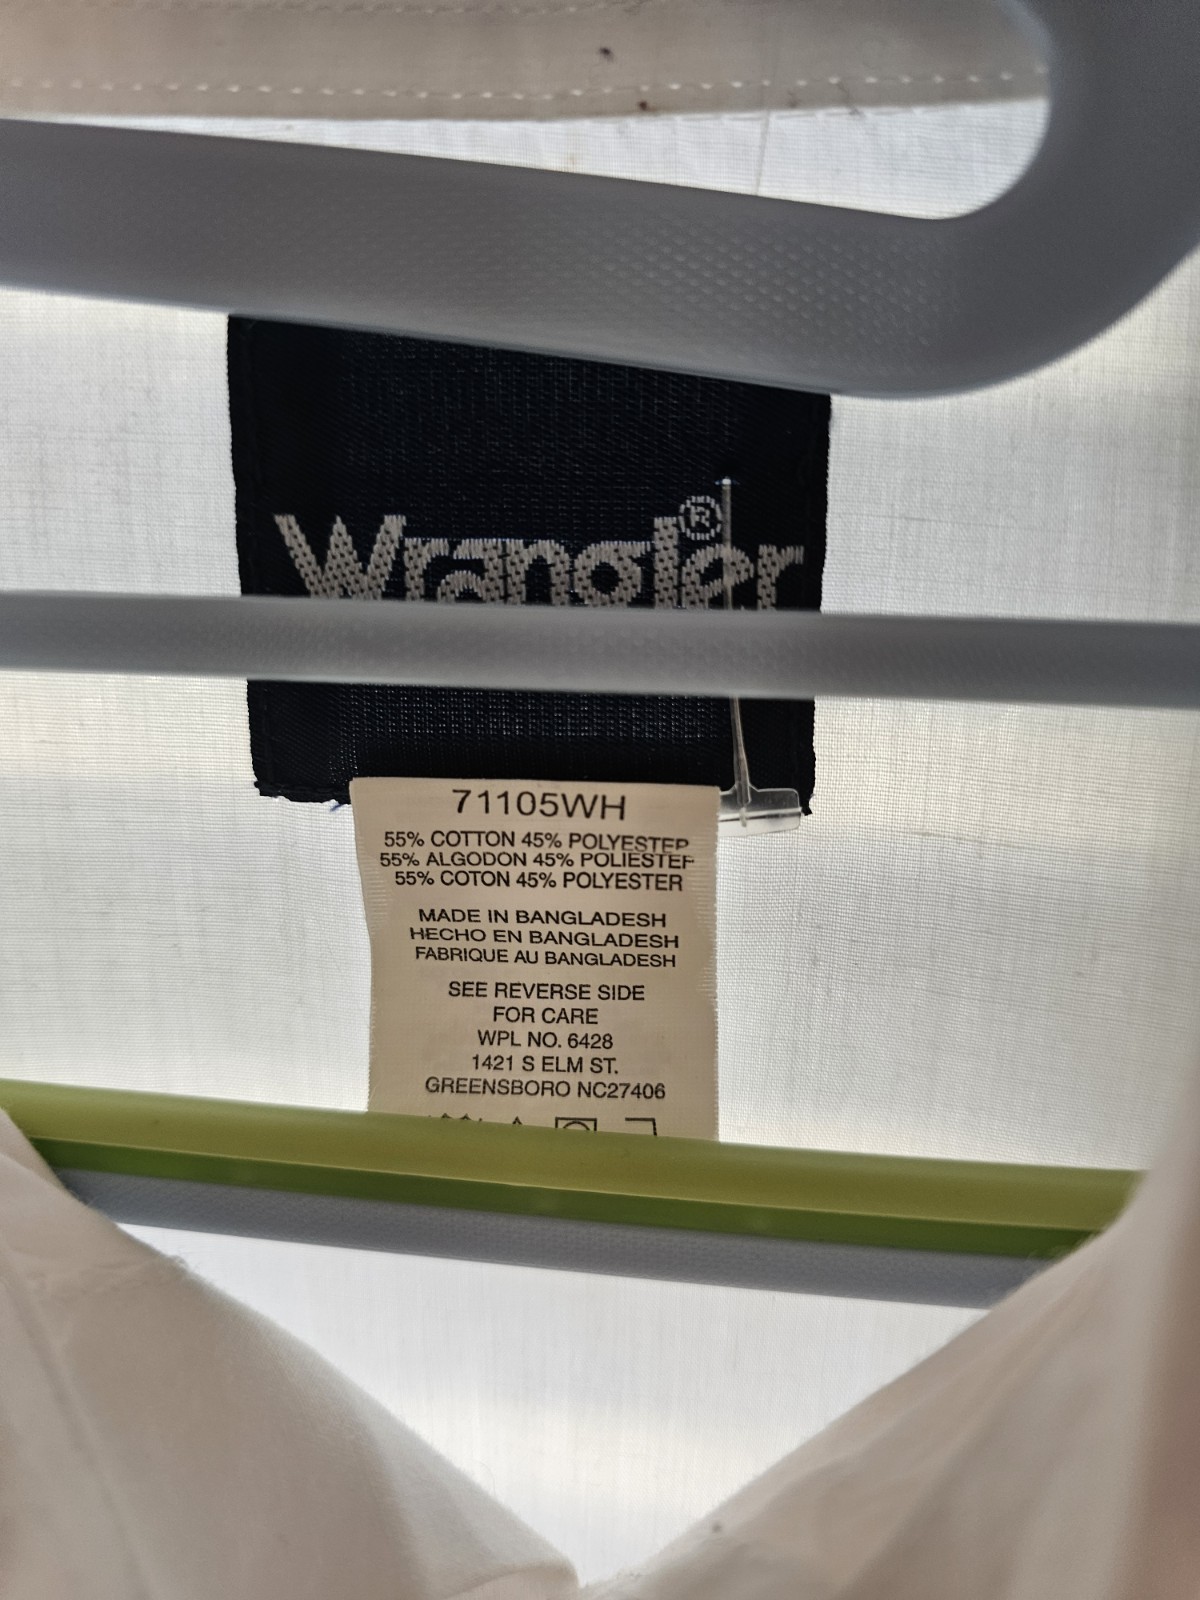 Wrangler®
71105WH
55% COTTON 45% POLYESTER
55% ALGODON 45% POLIESTER
55% COTON 45% POLYESTER
MADE IN BANGLADESH
HECHO EN BANGLADESH
FABRIQUE AU BANGLADESH
SEE REVERSE SIDE
FOR CARE
WPL NO. 6428
1421 S ELM ST.
GREENSBORO NC27406